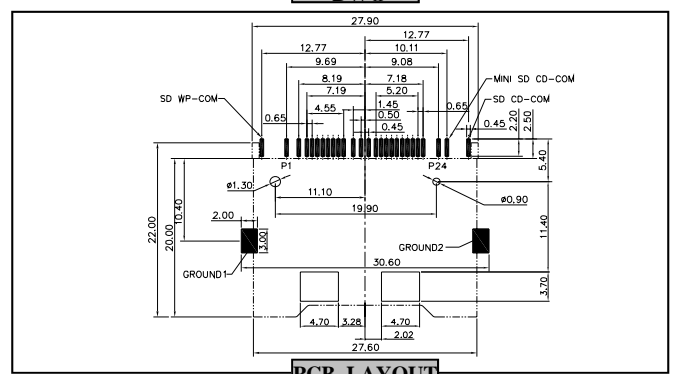 27.90
12.77
12.77 10.11
9.69 9.08
8.19 7.18
7.19 5.20
MINI SD CD-COM
SD WP-COM
4.55 1.45 0.65
SD CD-COM
0.65 0.50
0.45 0.45
2.20
2.50
5.40
P1 P24
ø1.30
11.10
ø0.90
19.90
22.00
20.00
10.40
2.00
3.00
11.40
GROUND1
GROUND2
30.60
3.70
4.70 3.28 4.70
2.02
27.60
PCB LAYOUT